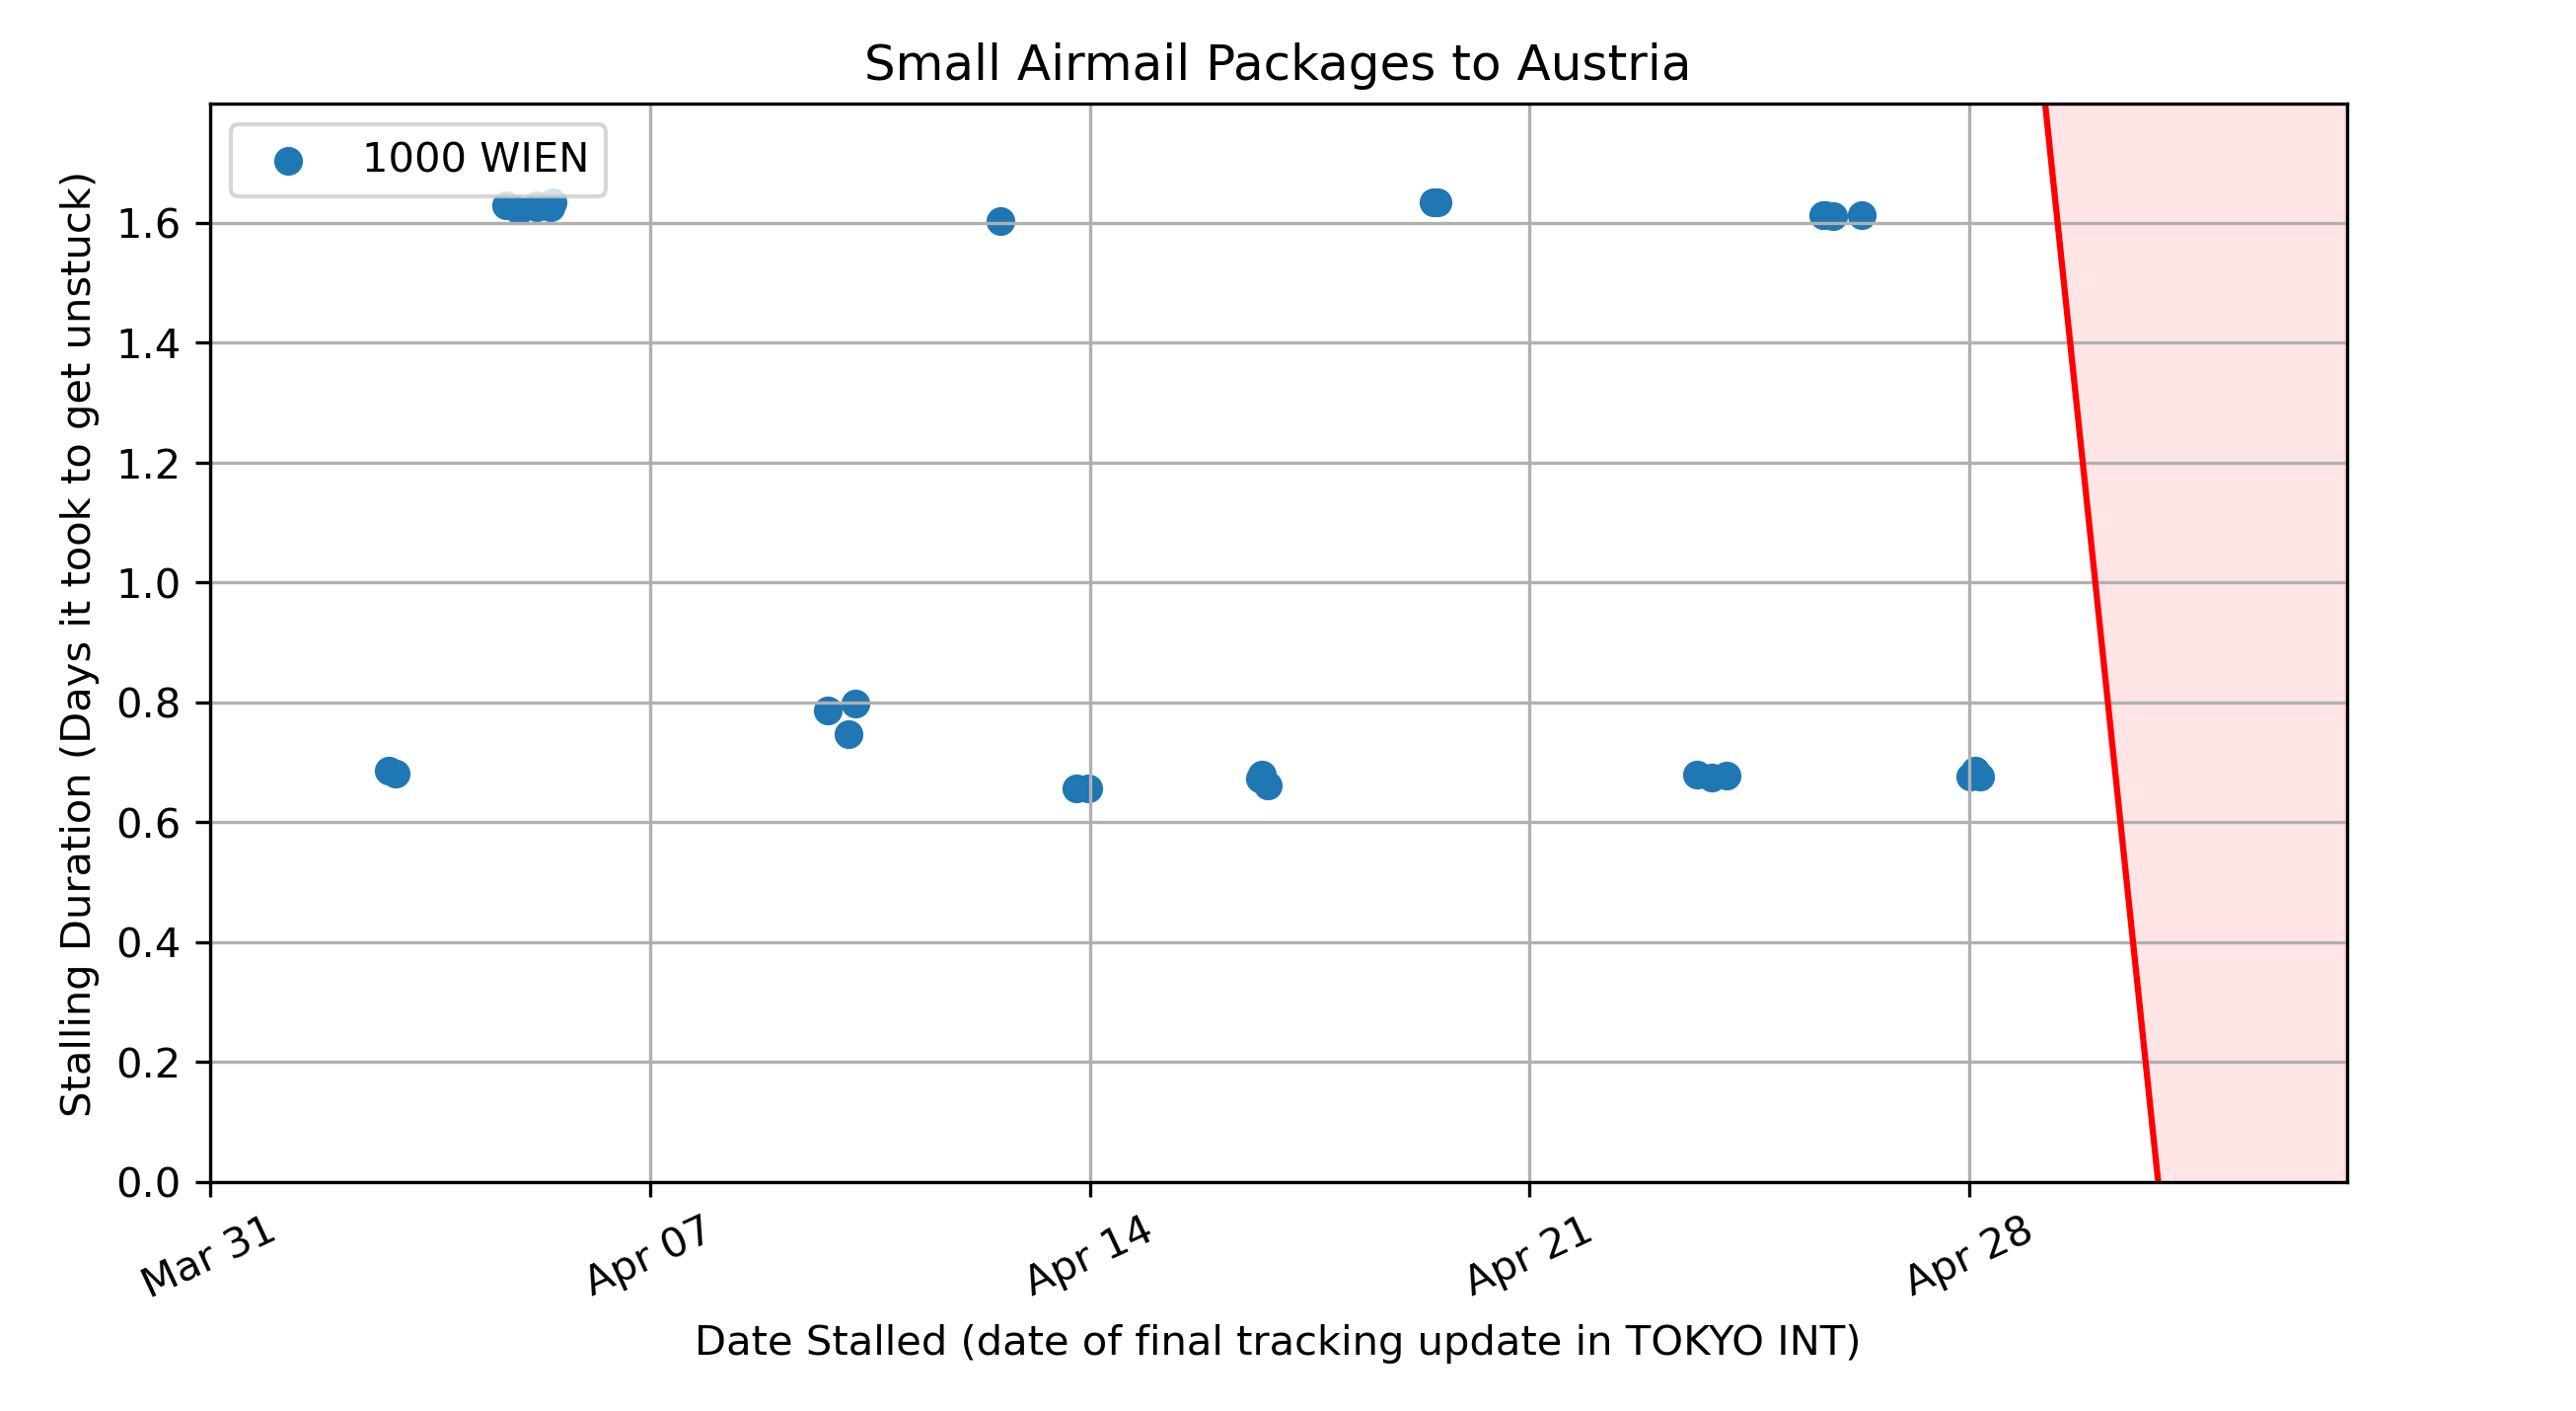 Small Airmail Packages to Austria
1000 WIEN
Stalling Duration (Days it took to get unstuck)
1.6
1.4
1.2
1.0
0.8
0.6
0.4
0.2
0.0
Mar 31
Apr 07
Apr 14
Apr 21
Apr 28
Date Stalled (date of final tracking update in TOKYO INT)